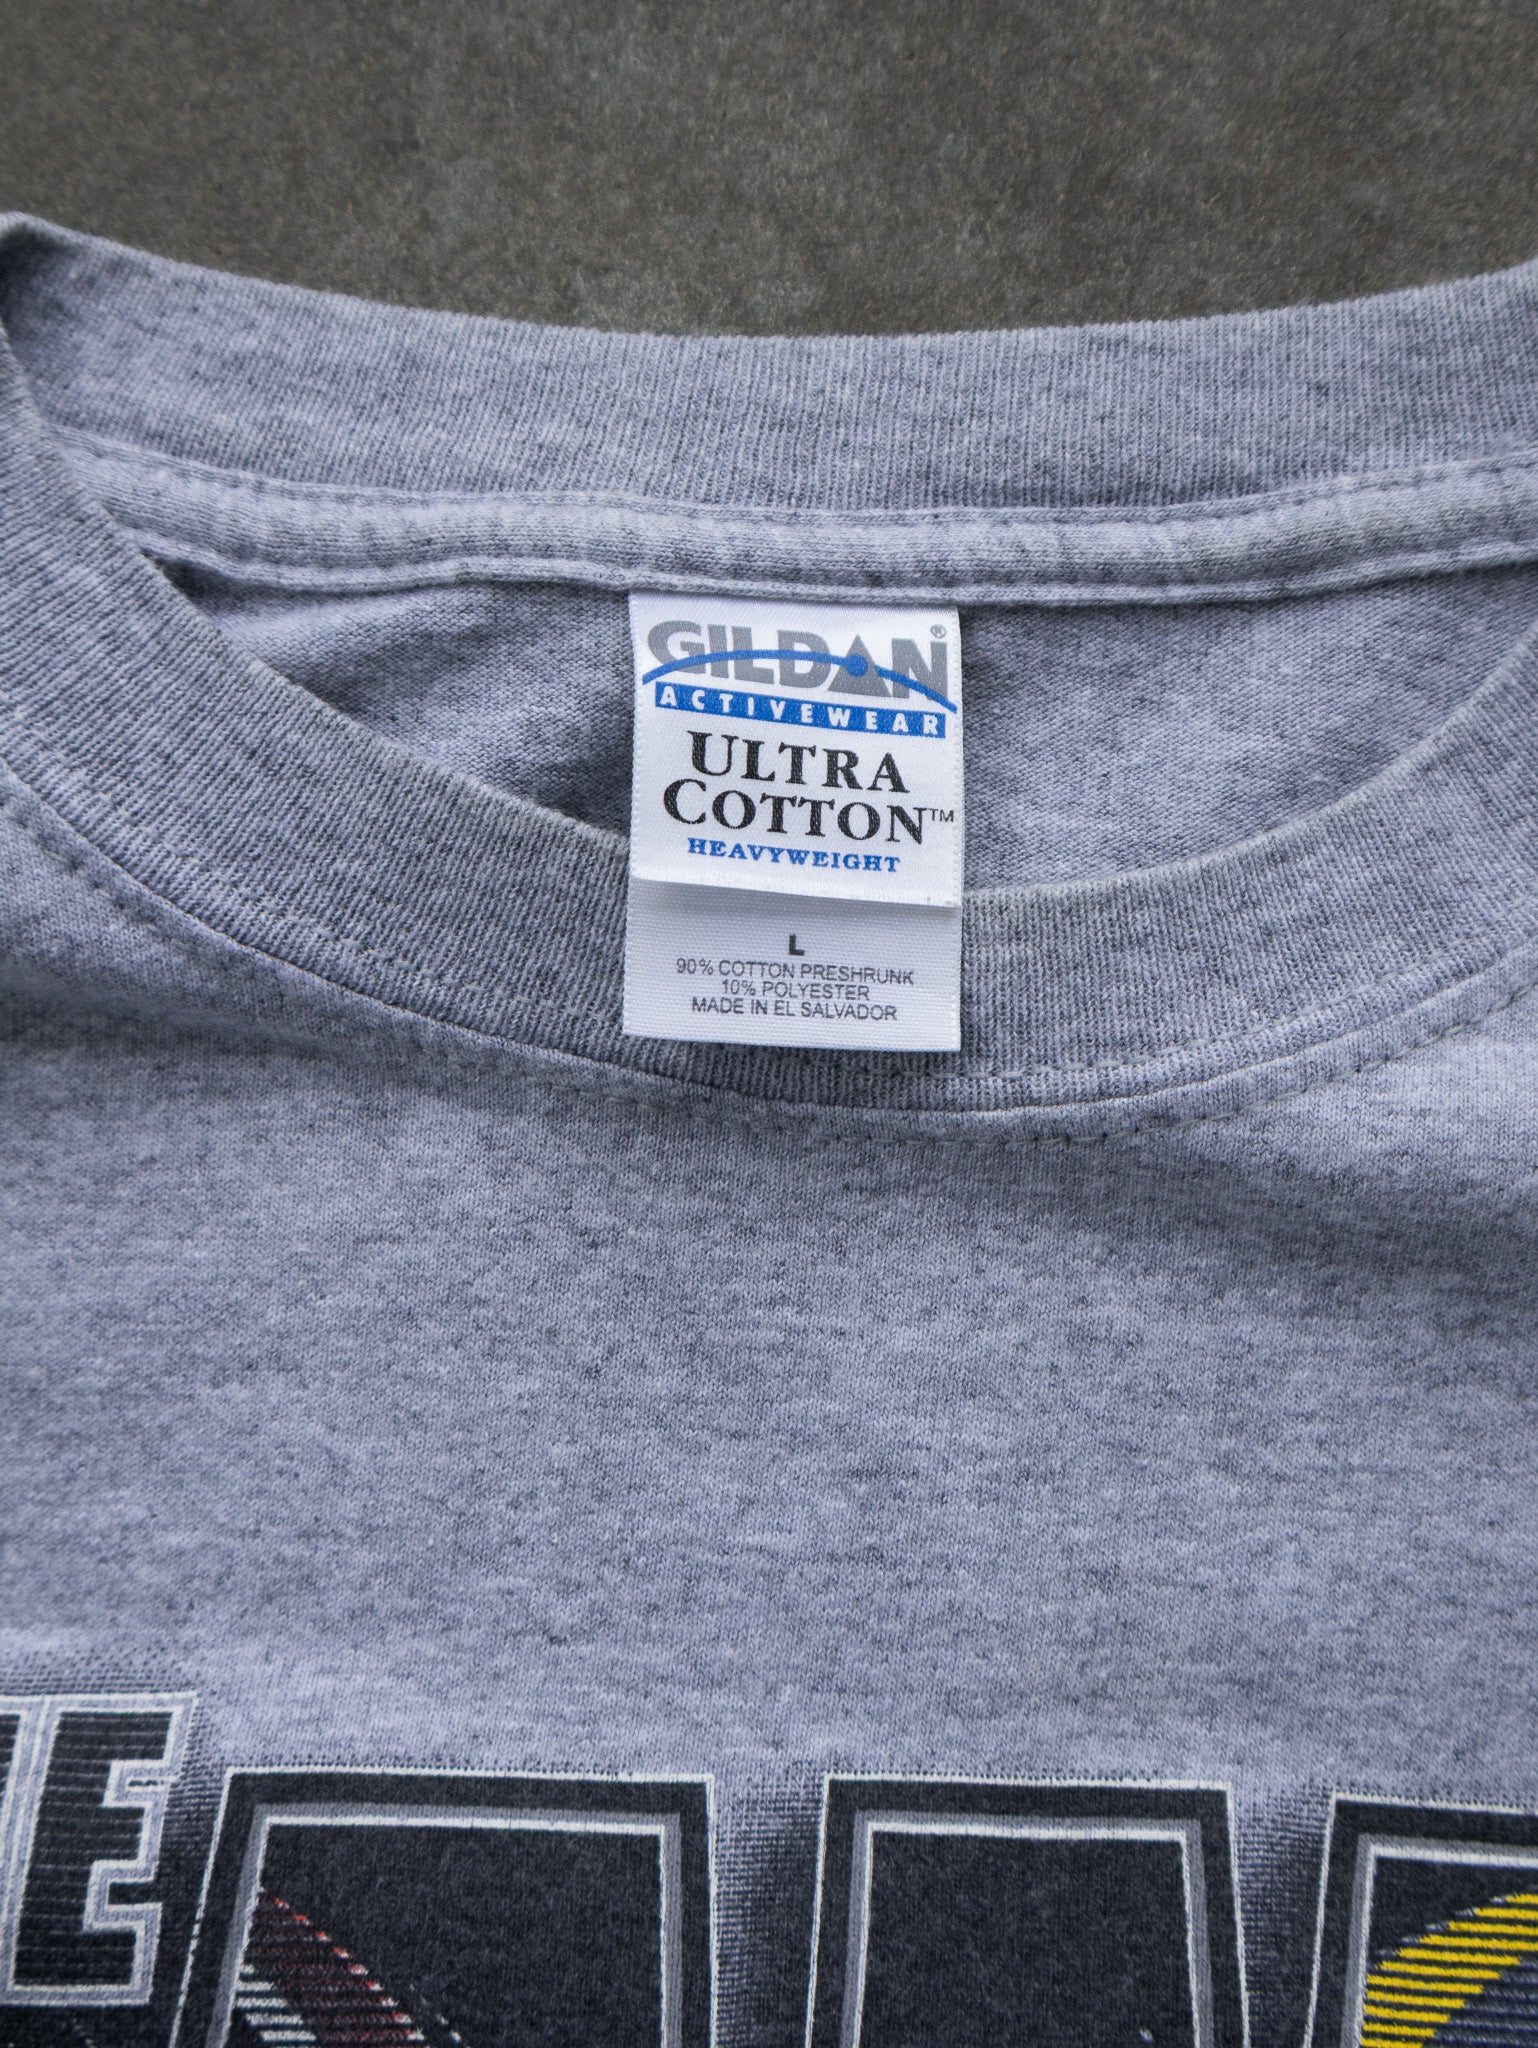 GILDAN®
ACTIVEWEAR
ULTRA
COTTON™
HEAVYWEIGHT
L
90% COTTON PRESHRUNK
10% POLYESTER
MADE IN EL SALVADOR